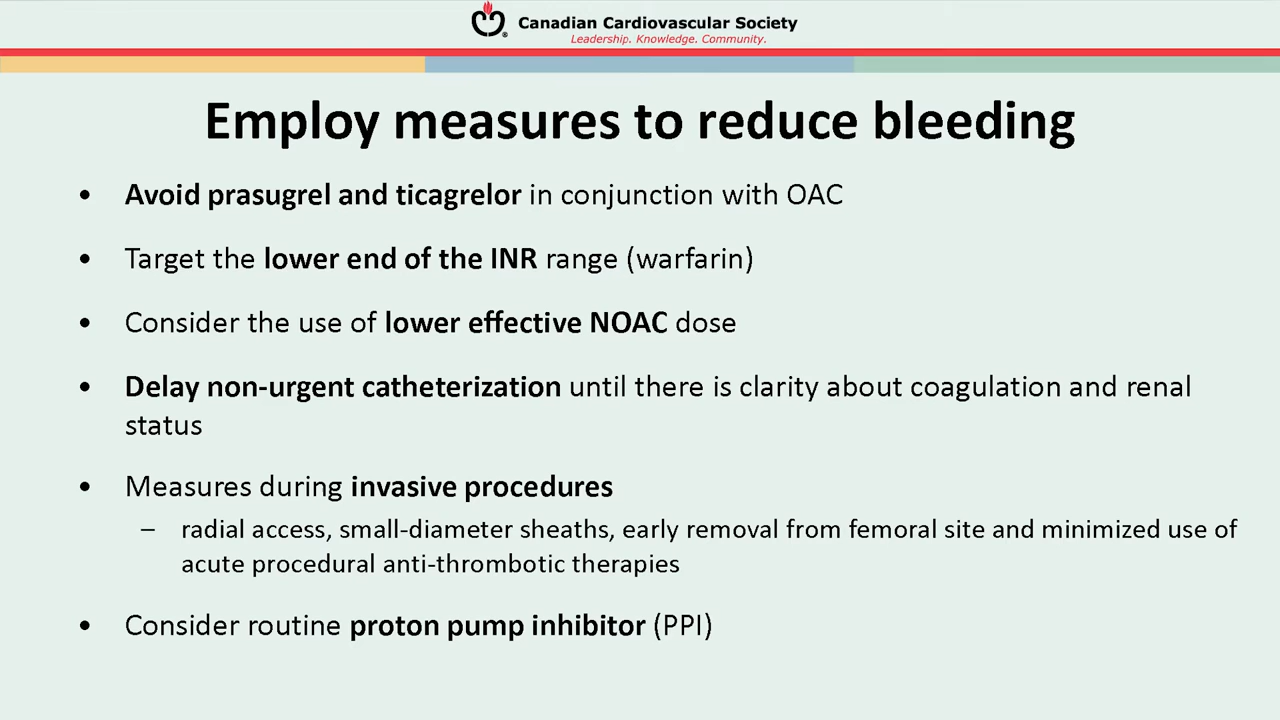 Canadian Cardiovascular Society
Leadership. Knowledge. Community.
Employ measures to reduce bleeding
• Avoid prasugrel and ticagrelor in conjunction with OAC
• Target the lower end of the INR range (warfarin)
• Consider the use of lower effective NOAC dose
• Delay non-urgent catheterization until there is clarity about coagulation and renal
status
• Measures during invasive procedures
– radial access, small-diameter sheaths, early removal from femoral site and minimized use of
acute procedural anti-thrombotic therapies
• Consider routine proton pump inhibitor (PPI)